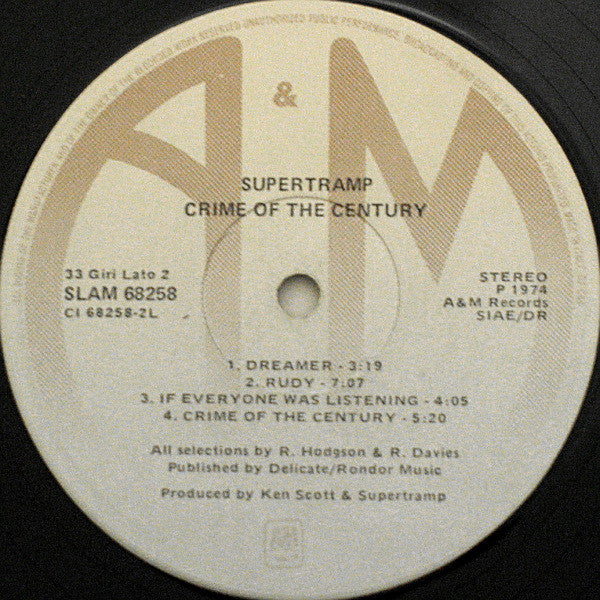 A & M
SUPERTRAMP
CRIME OF THE CENTURY
33 Giri Lato 2
SLAM 68258
CI 68258-2L
STEREO
P 1974
A&M Records
SIAE/DR
1. DREAMER - 3:19
2. RUDY - 7:07
3. IF EVERYONE WAS LISTENING - 4:05
4. CRIME OF THE CENTURY - 5:20
All selections by R. Hodgson & R. Davies
Published by Delicate/Rondor Music
Produced by Ken Scott & Supertramp